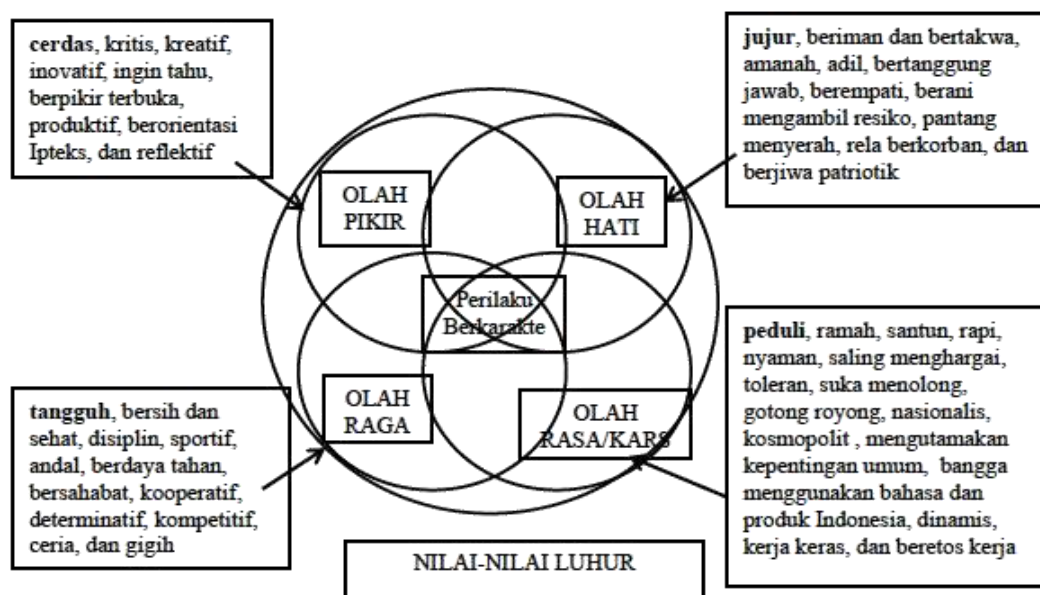 cerdas, kritis, kreatif,
inovatif, ingin tahu,
berpikir terbuka,
produktif, berorientasi
Ipteks, dan reflektif
jujur, beriman dan bertakwa,
amanah, adil, bertanggung
jawab, berempati, berani
mengambil resiko, pantang
menyerah, rela berkorban, dan
berjiwa patriotik
OLAH
PIKIR
OLAH
HATI
Perilaku
Berkarakte
OLAH
RAGA
OLAH
RASA/KARS
tangguh, bersih dan
sehat, disiplin, sportif,
andal, berdaya tahan,
bersahabat, kooperatif,
determinatif, kompetitif,
ceria, dan gigih
peduli, ramah, santun, rapi,
nyaman, saling menghargai,
toleran, suka menolong,
gotong royong, nasionalis,
kosmopolit , mengutamakan
kepentingan umum, bangga
menggunakan bahasa dan
produk Indonesia, dinamis,
kerja keras, dan beretos kerja
NILAI-NILAI LUHUR